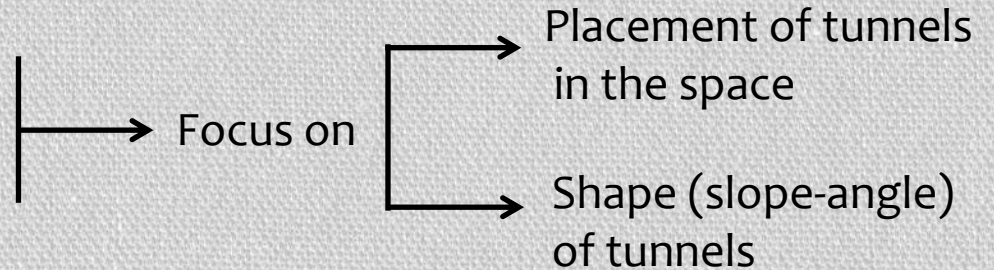 Focus on
Placement of tunnels
in the space
Shape (slope-angle)
of tunnels